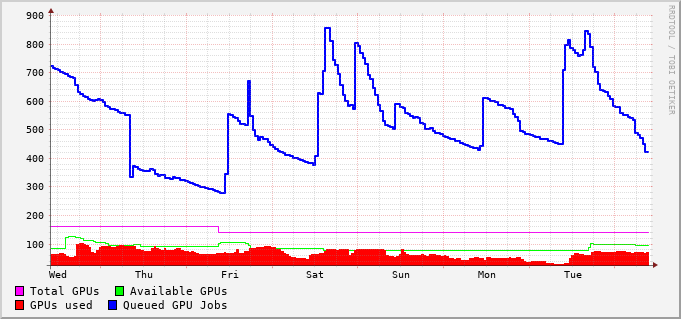 900
800
700
600
500
400
300
200
100
Wed Thu Fri Sat Sun Mon Tue
Total GPUs Available GPUs
GPUs used Queued GPU Jobs
RRDTOOL / TOBI OETIKER